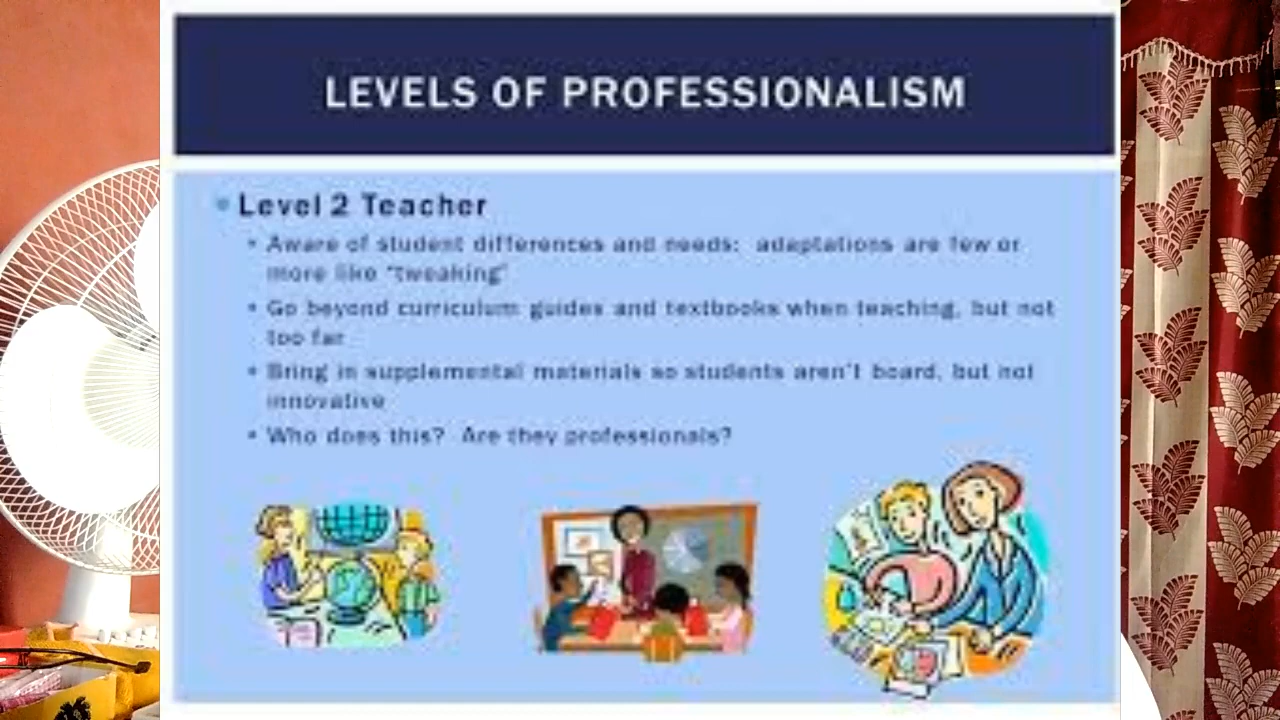 LEVELS OF PROFESSIONALISM
Level 2 Teacher
Aware of student differences and needs: adaptations are few or
more like "tweaking"
Go beyond curriculum guides and textbooks when teaching, but not
too far
Bring in supplemental materials so students aren't board, but not
innovative
Who does this? Are they professionals?